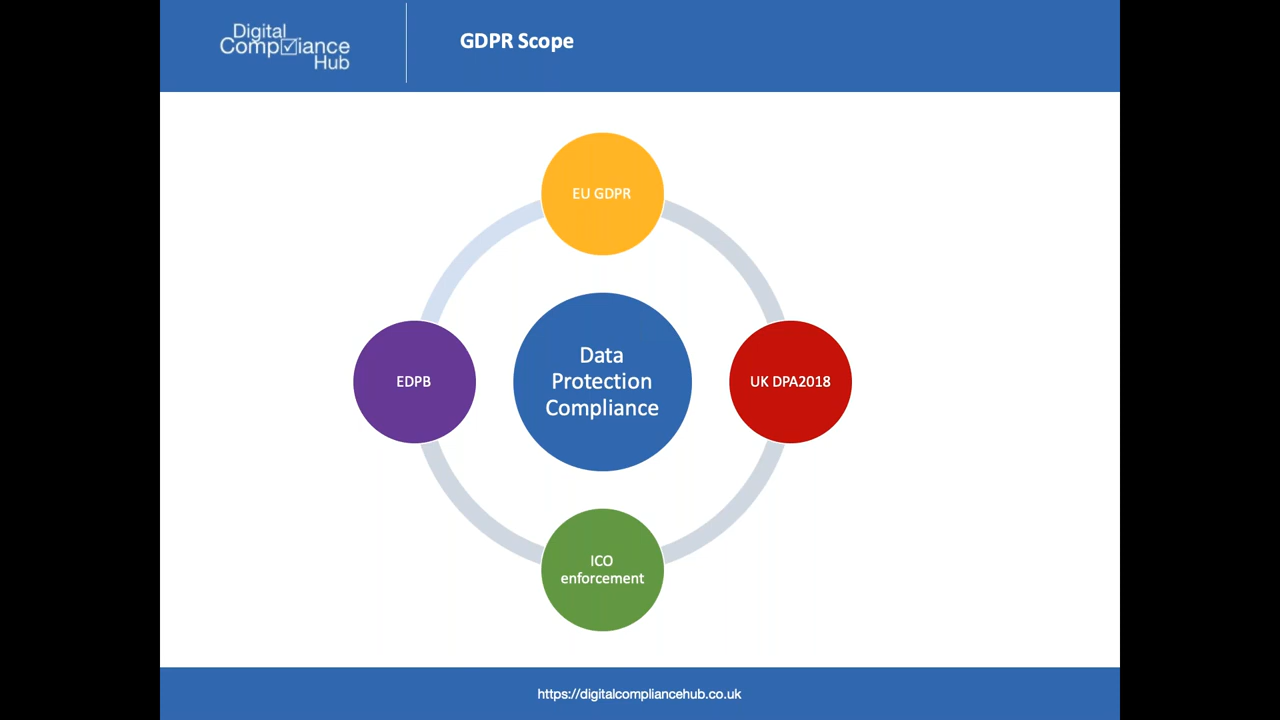 Digital
Compliance
Hub
GDPR Scope
EU GDPR
Data
Protection
Compliance
EDPB
UK DPA2018
ICO
enforcement
https://digitalcompliancehub.co.uk